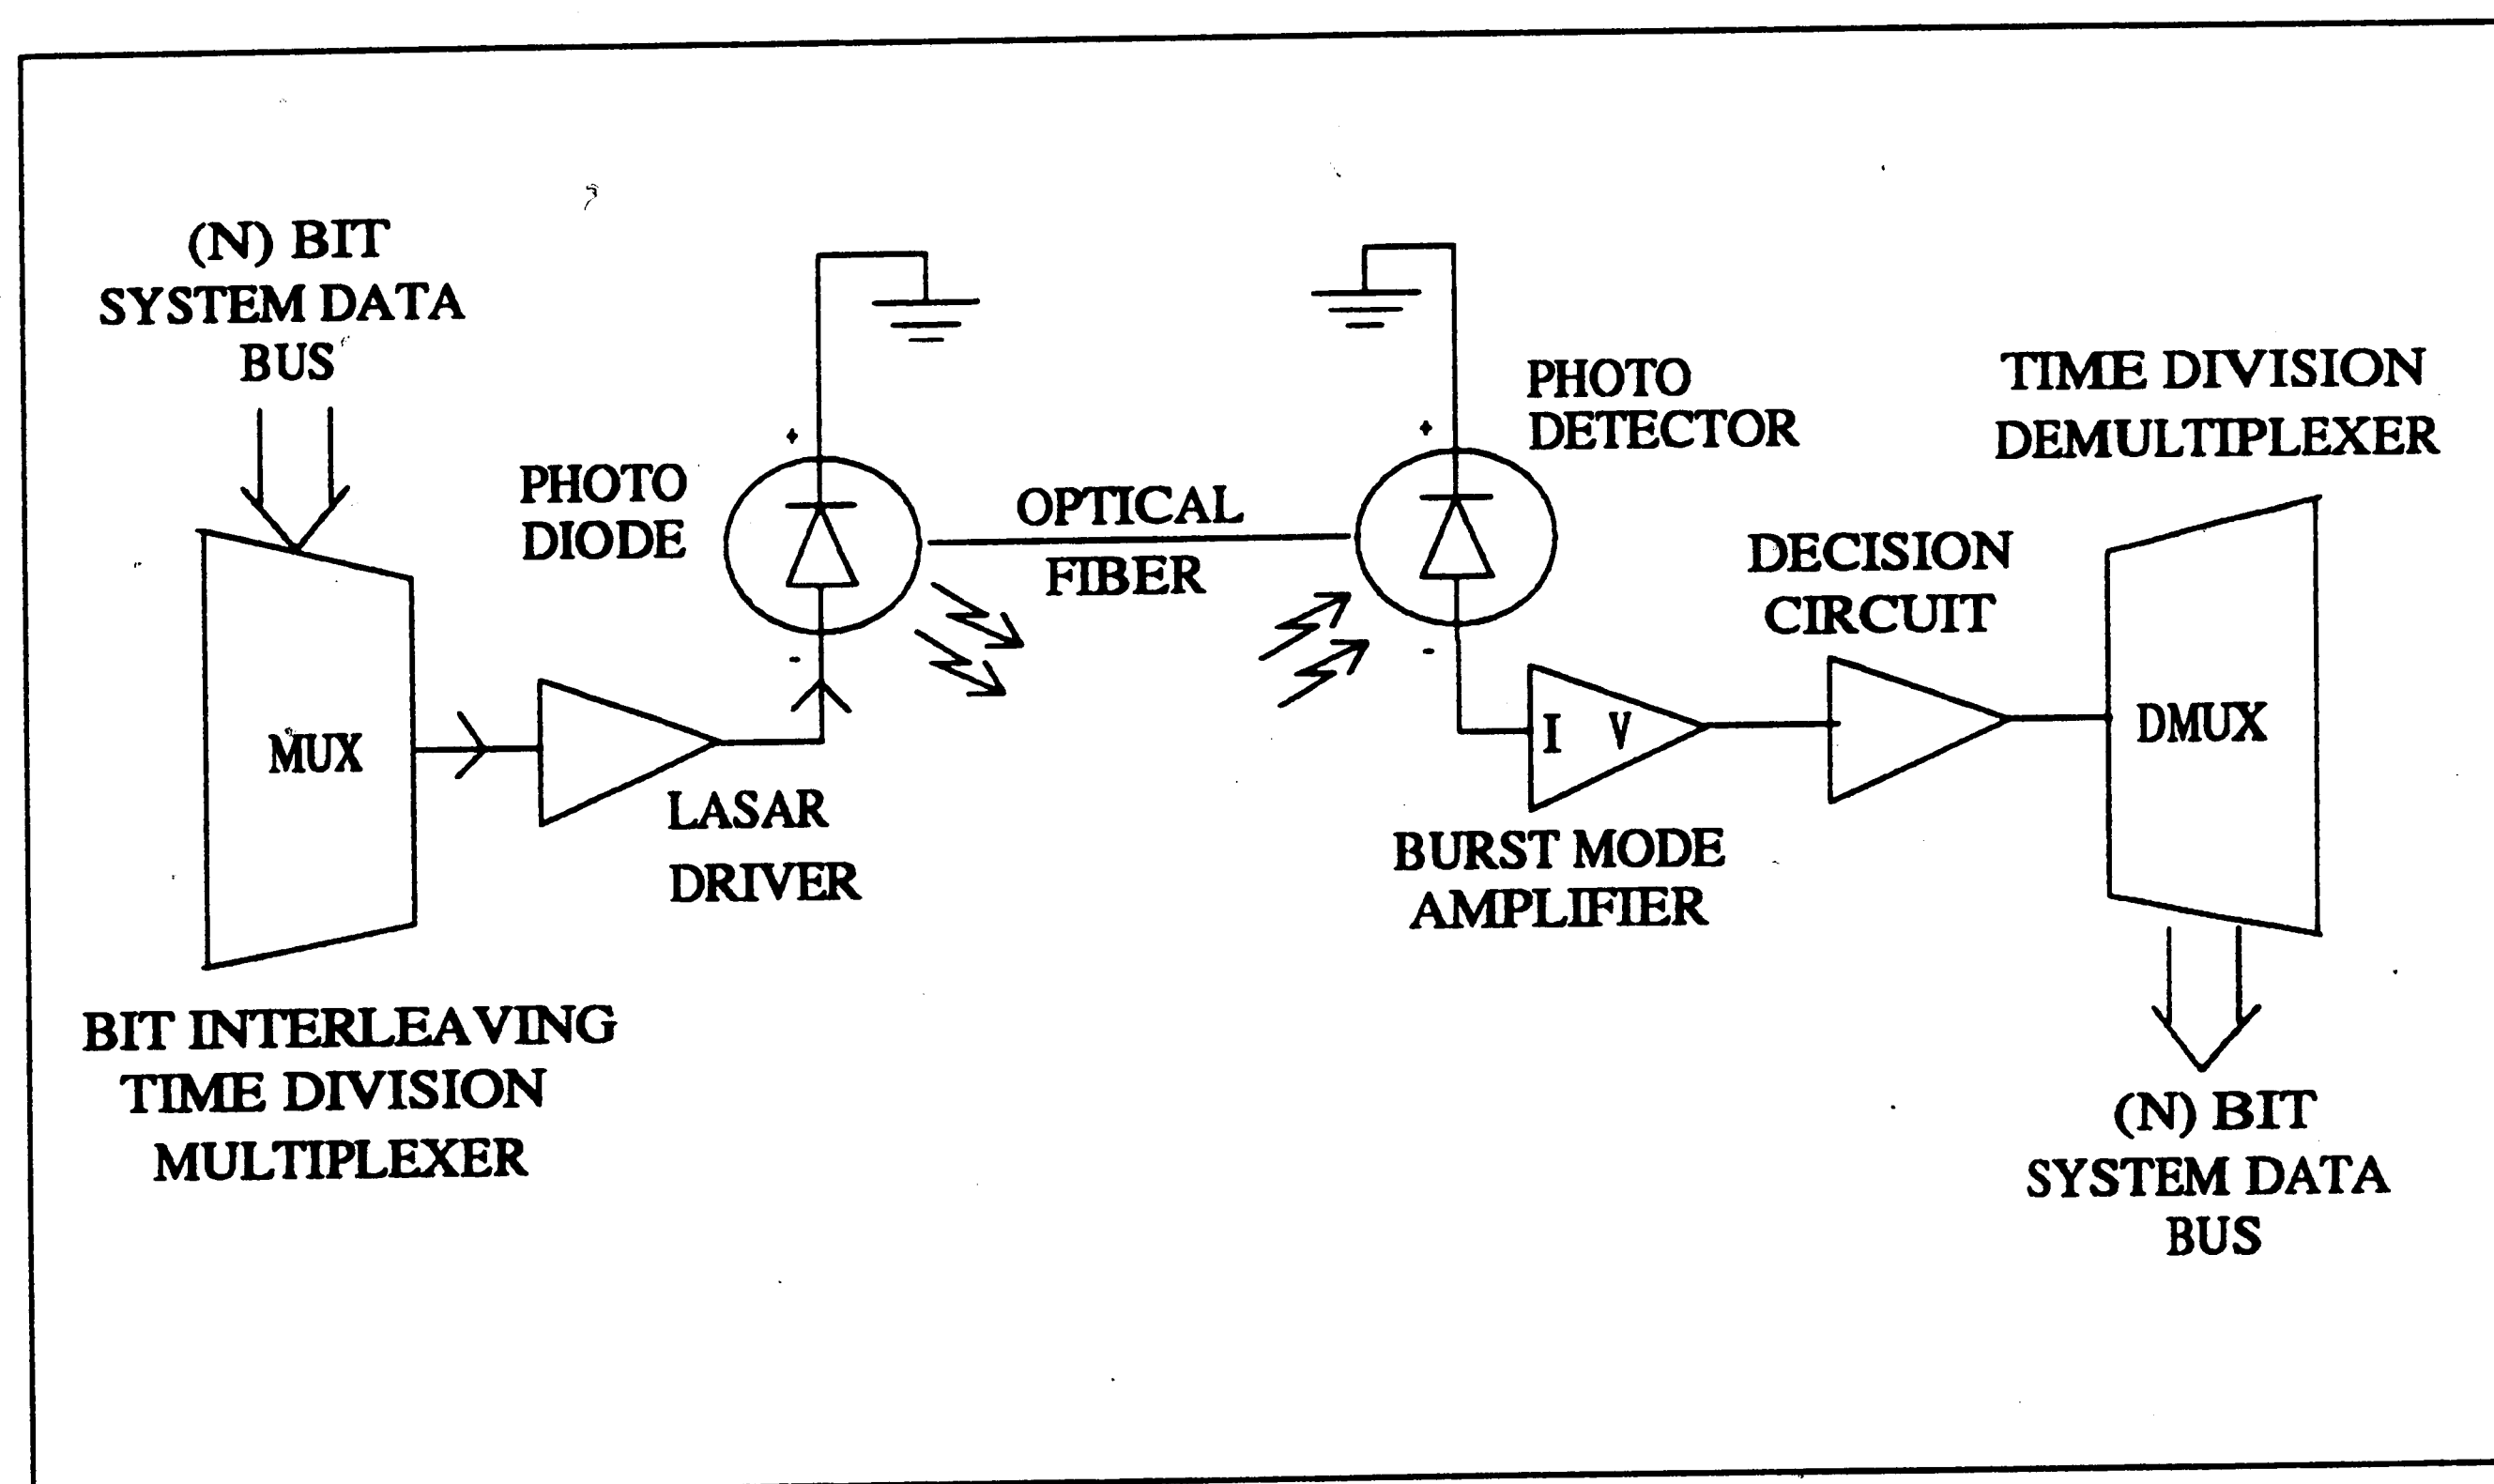 (N) BIT
SYSTEM DATA
BUS
PHOTO
DIODE
+
-
MUX
LASAR
DRIVER
BIT INTERLEAVING
TIME DIVISION
MULTIPLEXER
OPTICAL
FIBER
PHOTO
DETECTOR
+
-
I V
BURST MODE
AMPLIFIER
DECISION
CIRCUIT
TIME DIVISION
DEMULTIPLEXER
DMUX
(N) BIT
SYSTEM DATA
BUS